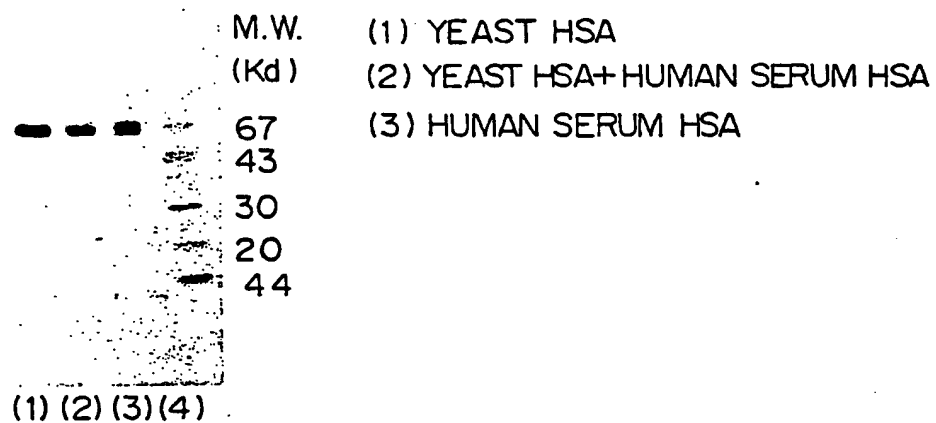 M.W.
(Kd)
67
43
30
20
44
(1) YEAST HSA
(2) YEAST HSA+HUMAN SERUM HSA
(3) HUMAN SERUM HSA
(1) (2) (3) (4)